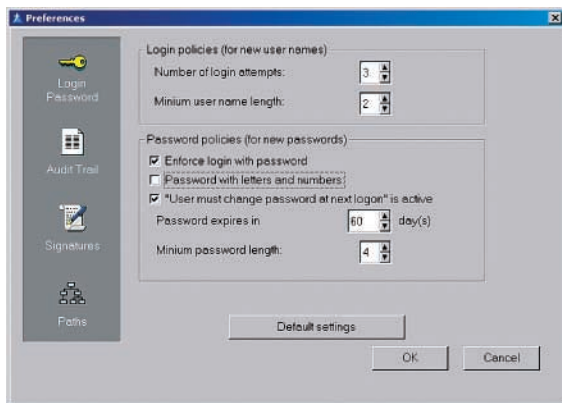 Preferences
Login Password
Audit Trail
Signatures
Paths
Login policies (for new user names)
Number of login attempts: 3
Minium user name length: 2
Password policies (for new passwords)
Enforce login with password
Password with letters and numbers
"User must change password at next logon" is active
Password expires in 60 day(s)
Minium password length: 4
Default settings
OK Cancel